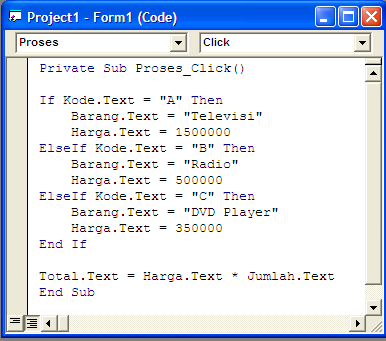 Project1 - Form1 (Code)
Proses Click
Private Sub Proses_Click()
If Kode.Text = "A" Then
Barang.Text = "Televisi"
Harga.Text = 1500000
ElseIf Kode.Text = "B" Then
Barang.Text = "Radio"
Harga.Text = 500000
ElseIf Kode.Text = "C" Then
Barang.Text = "DVD Player"
Harga.Text = 350000
End If
Total.Text = Harga.Text * Jumlah.Text
End Sub